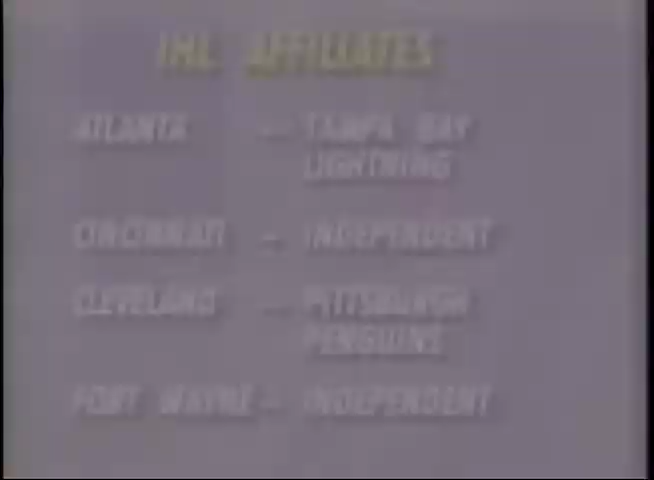 IHL AFFILIATES
ATLANTA - TAMPA BAY
LIGHTNING
CINCINNATI - INDEPENDENT
CLEVELAND - PITTSBURGH
PENGUINS
FORT WAYNE - INDEPENDENT